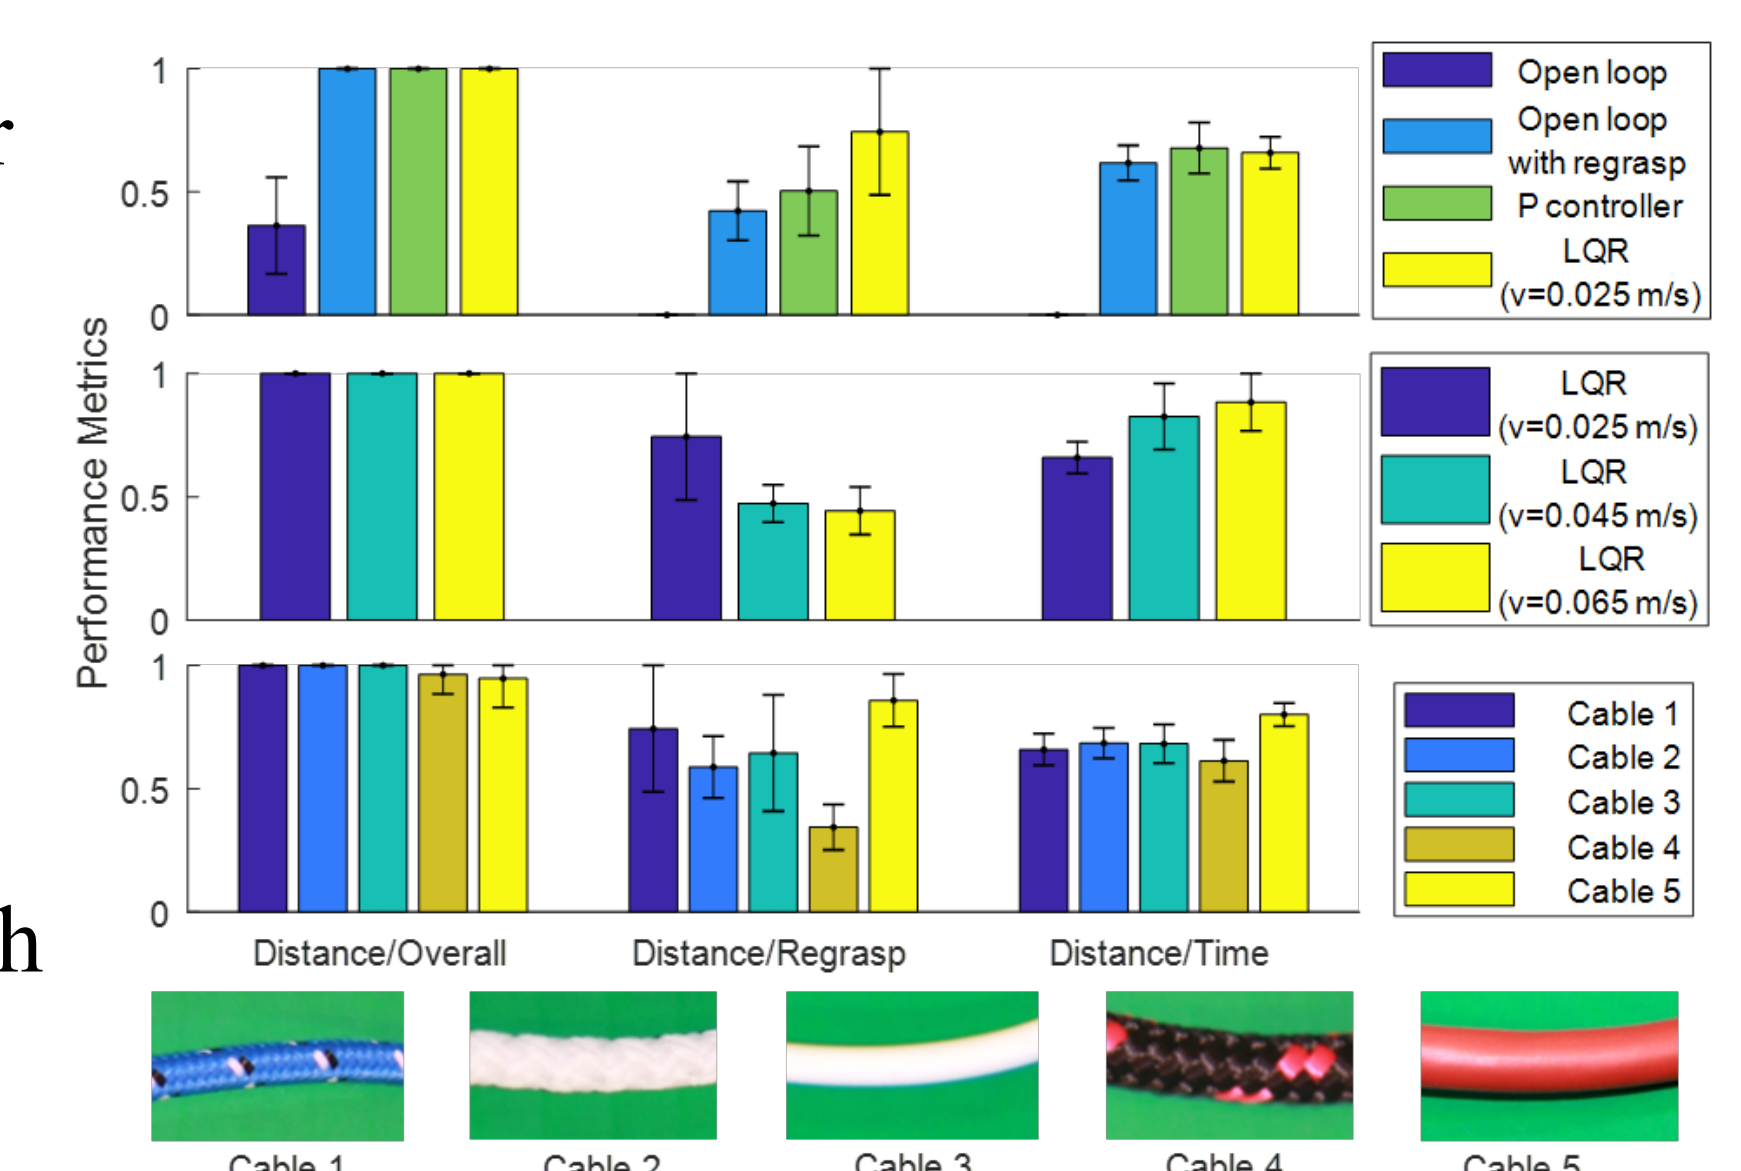 r
1
0.5
0
Open loop
Open loop
with regrasp
P controller
LQR
(v=0.025 m/s)
Performance Metrics
1
0.5
0
LQR
(v=0.025 m/s)
LQR
(v=0.045 m/s)
LQR
(v=0.065 m/s)
1
0.5
0
Cable 1
Cable 2
Cable 3
Cable 4
Cable 5
h
Distance/Overall Distance/Regrasp Distance/Time
Cable 1 Cable 2 Cable 3 Cable 4 Cable 5